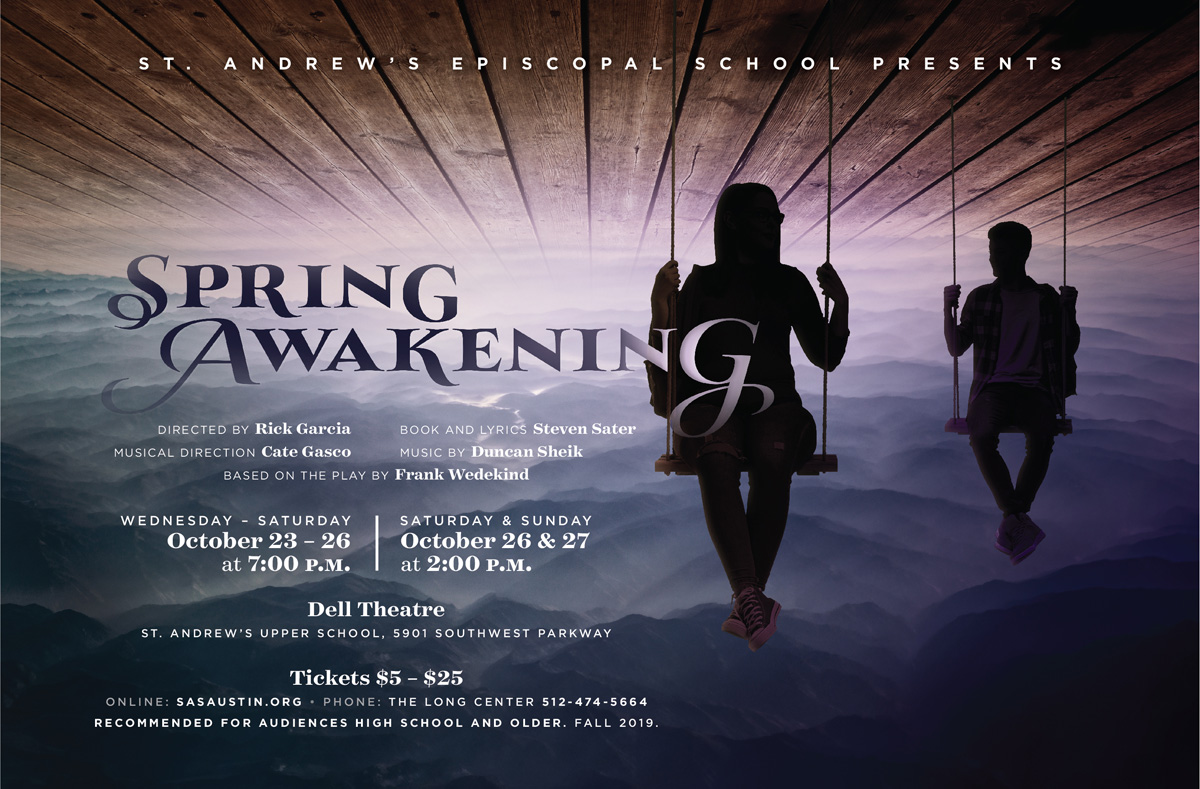 ST. ANDREW'S EPISCOPAL SCHOOL PRESENTS
SPRING
AWAKENING
DIRECTED BY Rick Garcia
MUSICAL DIRECTION Cate Gasco
BOOK AND LYRICS Steven Sater
MUSIC BY Duncan Sheik
BASED ON THE PLAY BY Frank Wedekind
WEDNESDAY – SATURDAY
October 23 – 26
at 7:00 P.M.
SATURDAY & SUNDAY
October 26 & 27
at 2:00 P.M.
Dell Theatre
ST. ANDREW'S UPPER SCHOOL, 5901 SOUTHWEST PARKWAY
Tickets $5 – $25
ONLINE: SASAUSTIN.ORG • PHONE: THE LONG CENTER 512-474-5664
RECOMMENDED FOR AUDIENCES HIGH SCHOOL AND OLDER. FALL 2019.